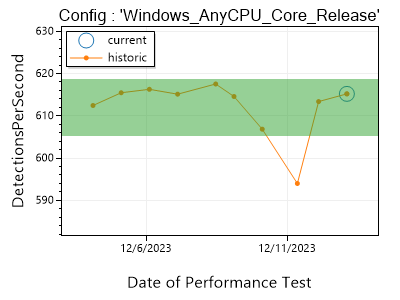 Config : 'Windows_AnyCPU_Core_Release'
630
620
610
600
590
current
historic
DetectionsPerSecond
12/6/2023
12/11/2023
Date of Performance Test